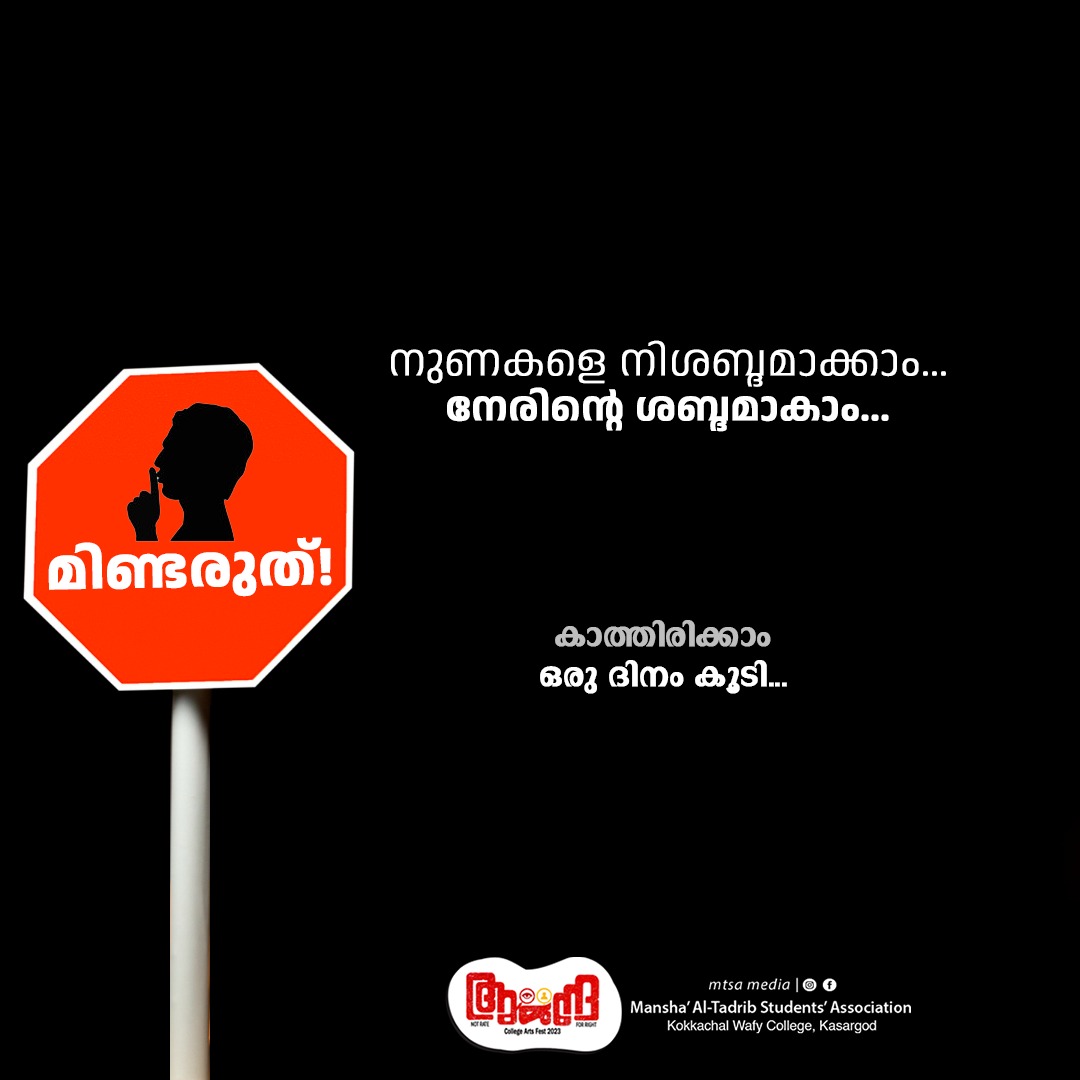 നുണകളെ നിശബ്ദമാക്കാം...
നേരിന്റെ ശബ്ദമാകാം...
മിണ്ടരുത്!
കാത്തിരിക്കാം
ഒരു ദിനം കൂടി...
NOT RATE
FOR RIGHT
College Arts Fest 2023
mtsa media |
Mansha' Al-Tadrib Students' Association
Kokkachal Wafy College, Kasargod